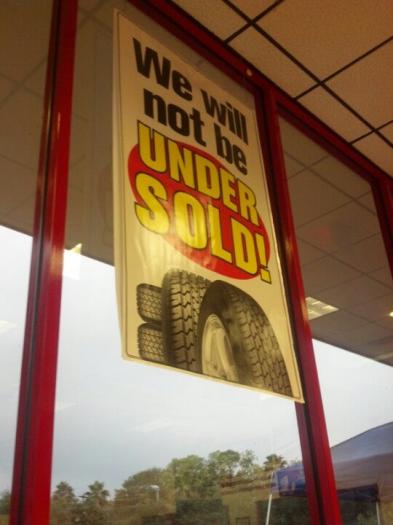 We will
not be
UNDER
SOLD!